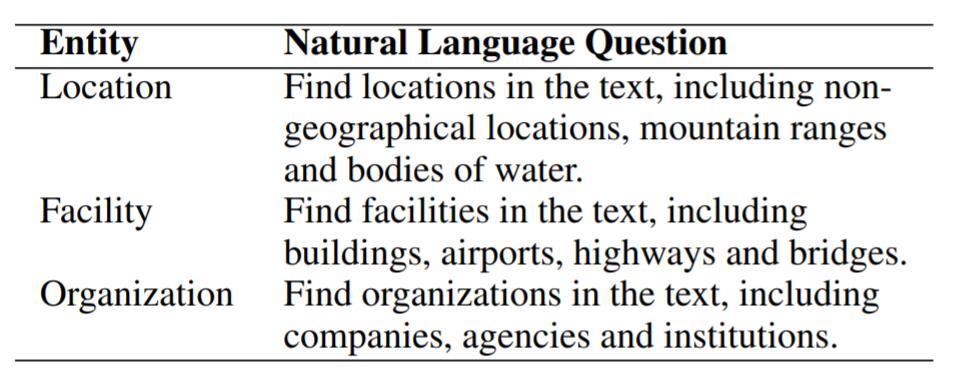 Entity Natural Language Question
Location Find locations in the text, including non-
geographical locations, mountain ranges
and bodies of water.
Facility Find facilities in the text, including
buildings, airports, highways and bridges.
Organization Find organizations in the text, including
companies, agencies and institutions.